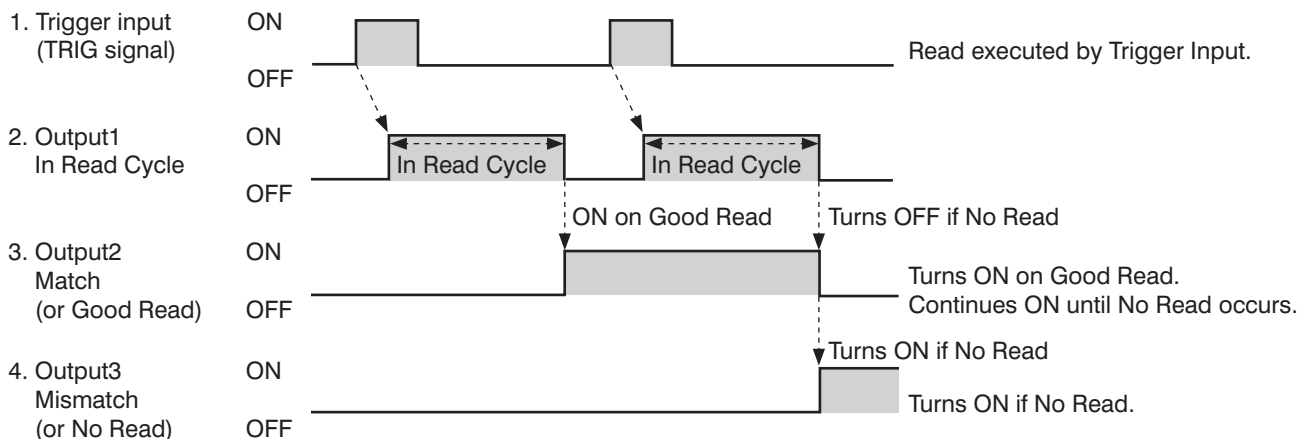 1. Trigger input
(TRIG signal)
ON
OFF
Read executed by Trigger Input.
2. Output1
In Read Cycle
ON
OFF
In Read Cycle
In Read Cycle
ON on Good Read
Turns OFF if No Read
3. Output2
Match
(or Good Read)
ON
OFF
Turns ON on Good Read.
Continues ON until No Read occurs.
Turns ON if No Read
4. Output3
Mismatch
(or No Read)
ON
OFF
Turns ON if No Read.